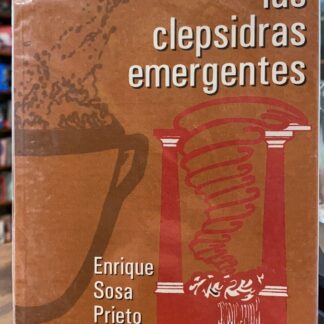 las
clepsidras
emergentes
Enrique
Sosa
Prieto